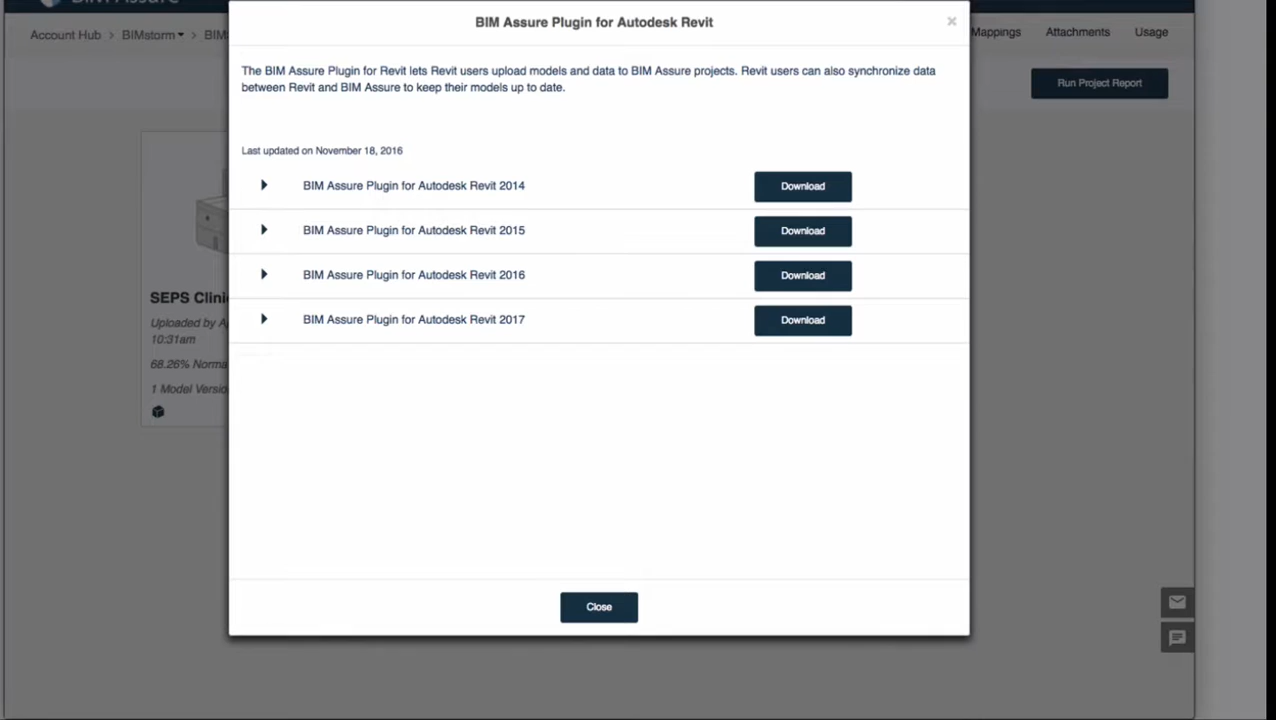 BIM Assure Plugin for Autodesk Revit
×
Account Hub > BIMstorm >
Mappings Attachments Usage
The BIM Assure Plugin for Revit lets Revit users upload models and data to BIM Assure projects. Revit users can also synchronize data
between Revit and BIM Assure to keep their models up to date.
Run Project Report
Last updated on November 18, 2016
BIM Assure Plugin for Autodesk Revit 2014 Download
BIM Assure Plugin for Autodesk Revit 2015 Download
BIM Assure Plugin for Autodesk Revit 2016 Download
BIM Assure Plugin for Autodesk Revit 2017 Download
SEPS Clini
Uploaded by
10:31am
68.26% Norma
1 Model Versio
Close